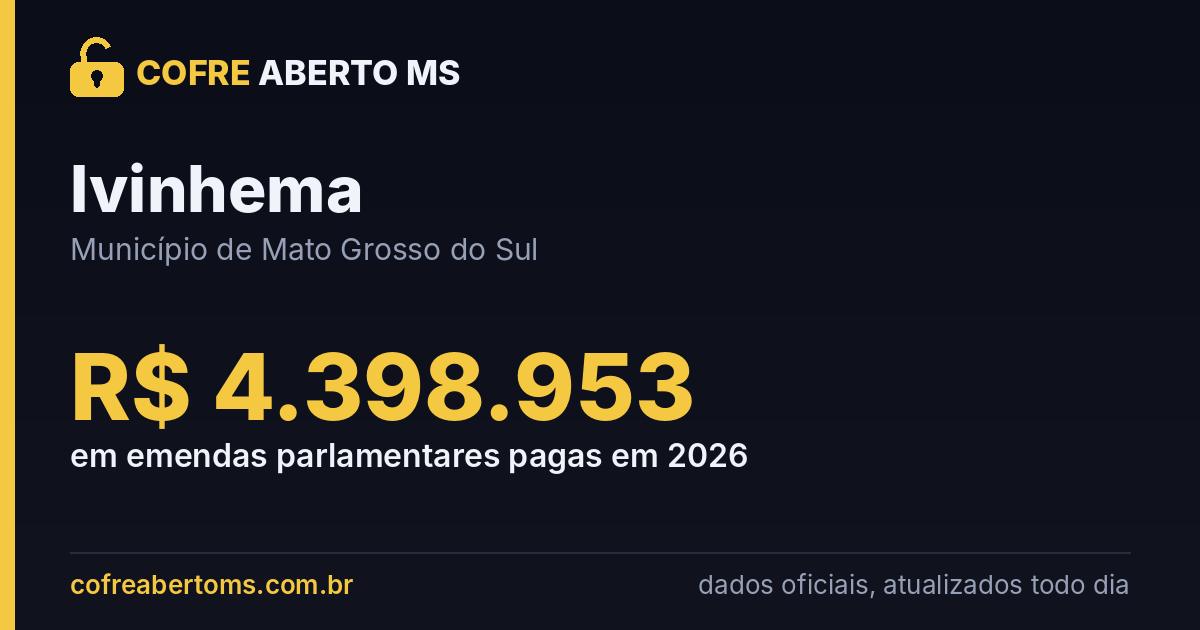 COFRE ABERTO MS
Ivinhema
Município de Mato Grosso do Sul
R$ 4.398.953
em emendas parlamentares pagas em 2026
cofreabertoms.com.br
dados oficiais, atualizados todo dia